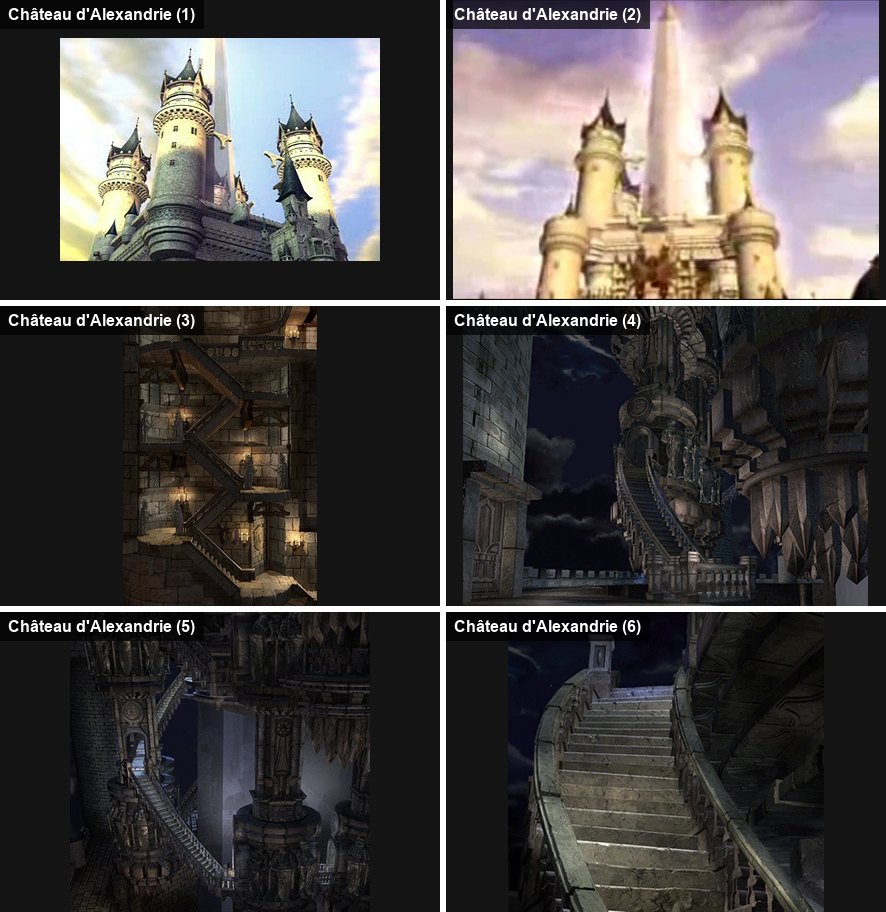 Château d'Alexandrie (1)
Château d'Alexandrie (2)
Château d'Alexandrie (3)
Château d'Alexandrie (4)
Château d'Alexandrie (5)
Château d'Alexandrie (6)